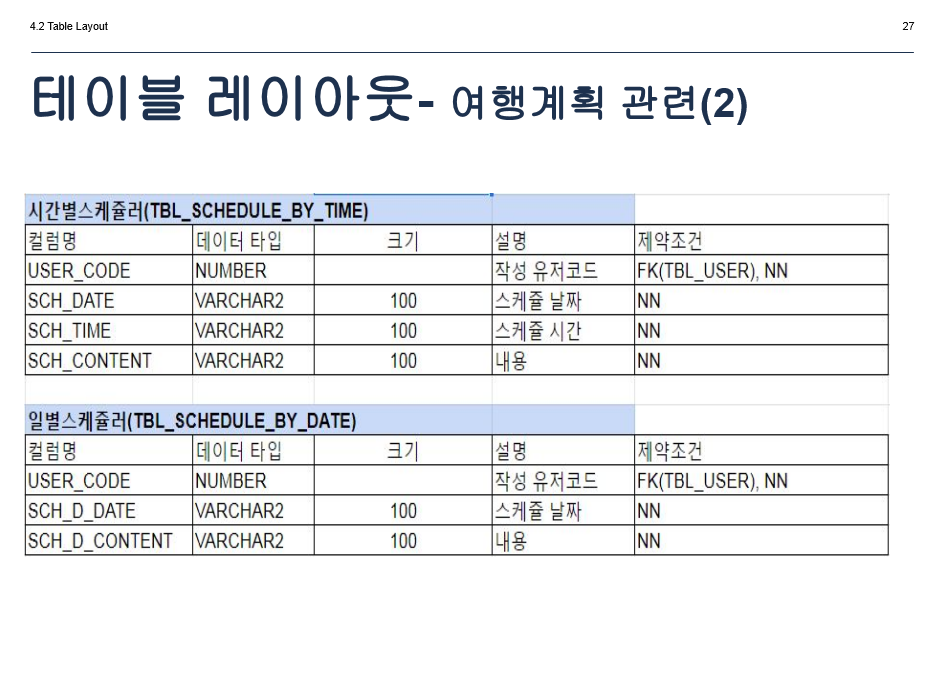 4.2 Table Layout 27
테이블 레이아웃- 여행계획 관련(2)
시간별스케쥴러(TBL_SCHEDULE_BY_TIME)
컬럼명 데이터 타입 크기 설명 제약조건
USER_CODE NUMBER 작성 유저코드 FK(TBL_USER), NN
SCH_DATE VARCHAR2 100 스케쥴 날짜 NN
SCH_TIME VARCHAR2 100 스케쥴 시간 NN
SCH_CONTENT VARCHAR2 100 내용 NN
일별스케쥴러(TBL_SCHEDULE_BY_DATE)
컬럼명 데이터 타입 크기 설명 제약조건
USER_CODE NUMBER 작성 유저코드 FK(TBL_USER), NN
SCH_D_DATE VARCHAR2 100 스케쥴 날짜 NN
SCH_D_CONTENT VARCHAR2 100 내용 NN